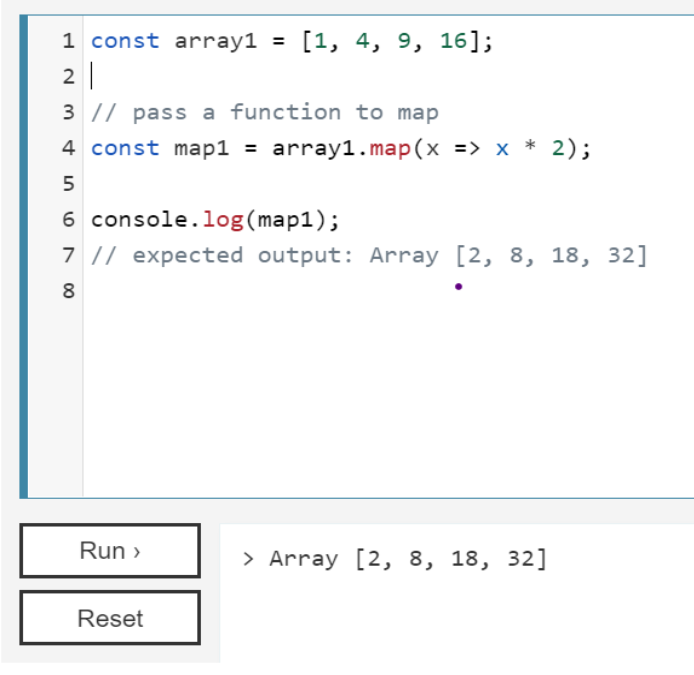 1 const array1 = [1, 4, 9, 16];
2
3 // pass a function to map
4 const map1 = array1.map(x => x * 2);
5
6 console.log(map1);
7 // expected output: Array [2, 8, 18, 32]
8
Run ›
> Array [2, 8, 18, 32]
Reset